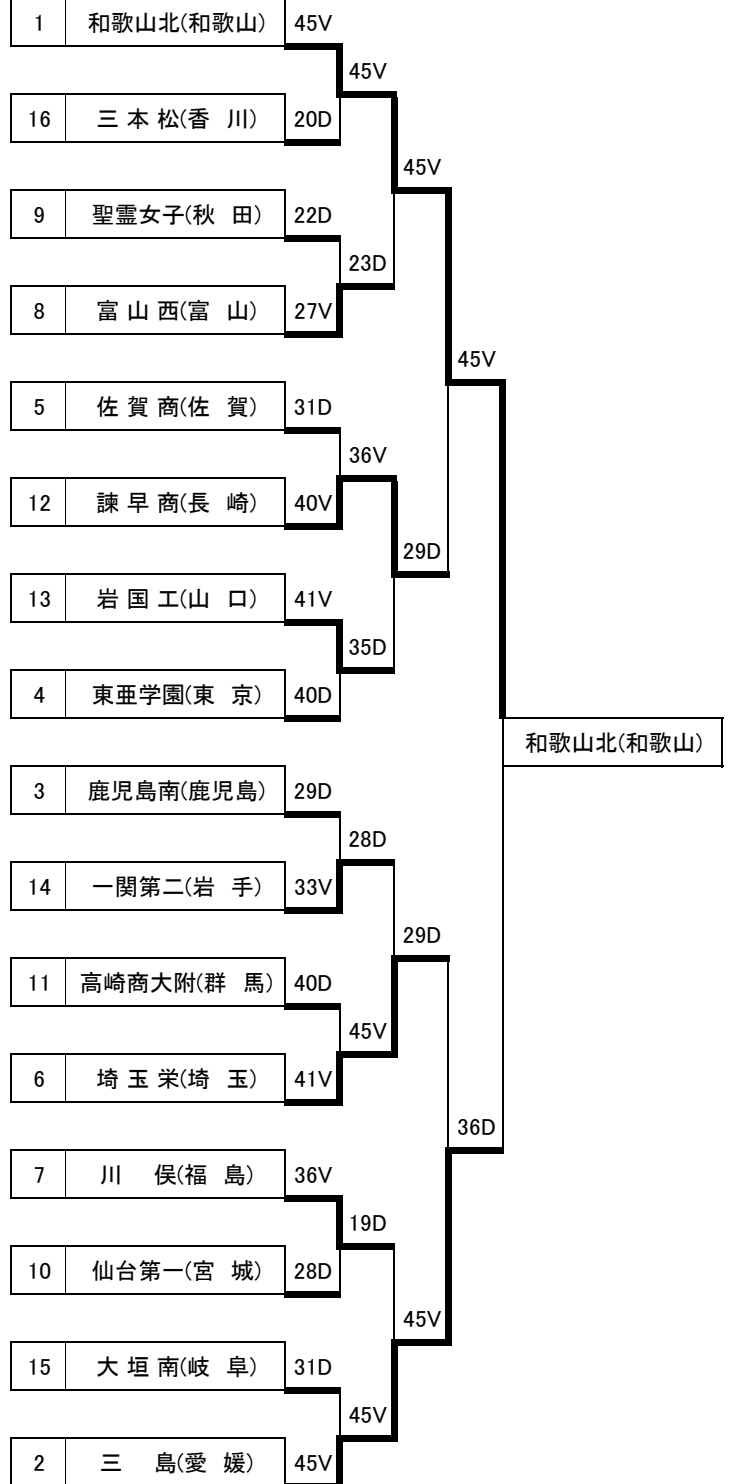 1 和歌山北(和歌山) 45V
45V
16 三 本 松(香 川) 20D
45V
9 聖霊女子(秋 田) 22D
23D
8 富 山 西(富 山) 27V
45V
5 佐 賀 商(佐 賀) 31D
36V
12 諫 早 商(長 崎) 40V
29D
13 岩 国 工(山 口) 41V
35D
4 東亜学園(東 京) 40D
和歌山北(和歌山)
3 鹿児島南(鹿児島) 29D
28D
14 一関第二(岩 手) 33V
29D
11 高崎商大附(群 馬) 40D
45V
6 埼 玉 栄(埼 玉) 41V
36D
7 川 俣(福 島) 36V
19D
10 仙台第一(宮 城) 28D
45V
15 大 垣 南(岐 阜) 31D
45V
2 三 島(愛 媛) 45V